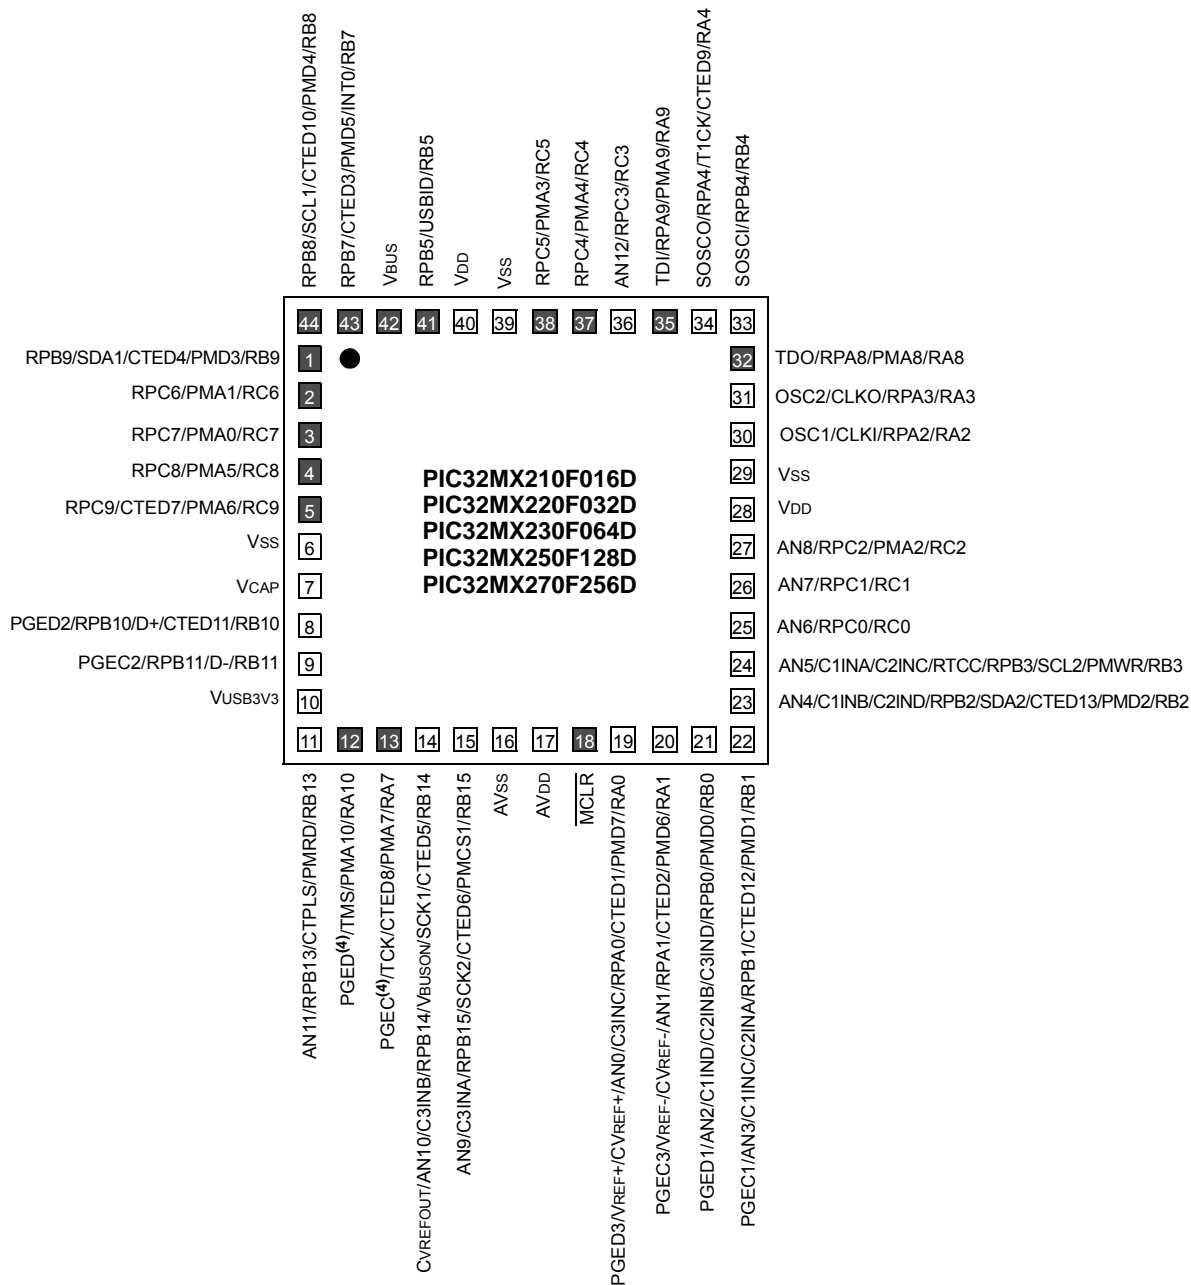 RPB8/SCL1/CTED10/PMD4/RB8
RPB7/CTED3/PMD5/INT0/RB7
VBUS
RPB5/USBID/RB5
VDD
VSS
RPC5/PMA3/RC5
RPC4/PMA4/RC4
AN12/RPC3/RC3
TDI/RPA9/PMA9/RA9
SOSCO/RPA4/T1CK/CTED9/RA4
SOSCI/RPB4/RB4
44 43 42 41 40 39 38 37 36 35 34 33
RPB9/SDA1/CTED4/PMD3/RB9 1
RPC6/PMA1/RC6 2
RPC7/PMA0/RC7 3
RPC8/PMA5/RC8 4
RPC9/CTED7/PMA6/RC9 5
VSS 6
VCAP 7
PGED2/RPB10/D+/CTED11/RB10 8
PGEC2/RPB11/D-/RB11 9
VUSB3V3 10
PIC32MX210F016D
PIC32MX220F032D
PIC32MX230F064D
PIC32MX250F128D
PIC32MX270F256D
32 TDO/RPA8/PMA8/RA8
31 OSC2/CLKO/RPA3/RA3
30 OSC1/CLKI/RPA2/RA2
29 VSS
28 VDD
27 AN8/RPC2/PMA2/RC2
26 AN7/RPC1/RC1
25 AN6/RPC0/RC0
24 AN5/C1INA/C2INC/RTCC/RPB3/SCL2/PMWR/RB3
23 AN4/C1INB/C2IND/RPB2/SDA2/CTED13/PMD2/RB2
11 12 13 14 15 16 17 18 19 20 21 22
AN11/RPB13/CTPLS/PMRD/RB13
PGED(4)/TMS/PMA10/RA10
PGEC(4)/TCK/CTED8/PMA7/RA7
CVREFOUT/AN10/C3INB/RPB14/VBUSON/SCK1/CTED5/RB14
AN9/C3INA/RPB15/SCK2/CTED6/PMCS1/RB15
AVSS
AVDD
MCLR
PGED3/VREF+/CVREF+/AN0/C3INC/RPA0/CTED1/PMD7/RA0
PGEC3/VREF-/CVREF-/AN1/RPA1/CTED2/PMD6/RA1
PGED1/AN2/C1IND/C2INB/C3IND/RPB0/PMD0/RB0
PGEC1/AN3/C1INC/C2INA/RPB1/CTED12/PMD1/RB1